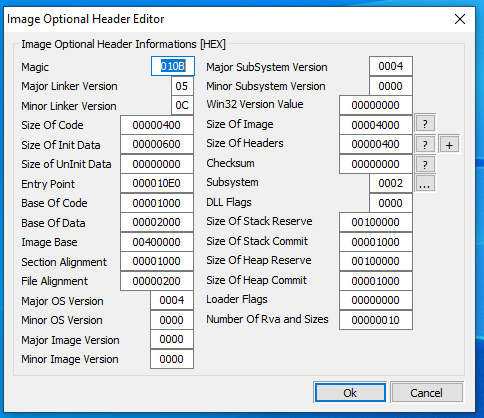 Image Optional Header Editor
Image Optional Header Informations [HEX]
Magic 010B
Major Linker Version 05
Minor Linker Version 0C
Size Of Code 00000400
Size Of Init Data 00000600
Size of UnInit Data 00000000
Entry Point 000010E0
Base Of Code 00001000
Base Of Data 00002000
Image Base 00400000
Section Alignment 00001000
File Alignment 00000200
Major OS Version 0004
Minor OS Version 0000
Major Image Version 0000
Minor Image Version 0000
Major SubSystem Version 0004
Minor Subsystem Version 0000
Win32 Version Value 00000000
Size Of Image 00004000 ?
Size Of Headers 00000400 ? +
Checksum 00000000 ?
Subsystem 0002 ...
DLL Flags 0000
Size Of Stack Reserve 00100000
Size Of Stack Commit 00001000
Size Of Heap Reserve 00100000
Size Of Heap Commit 00001000
Loader Flags 00000000
Number Of Rva and Sizes 00000010
Ok Cancel